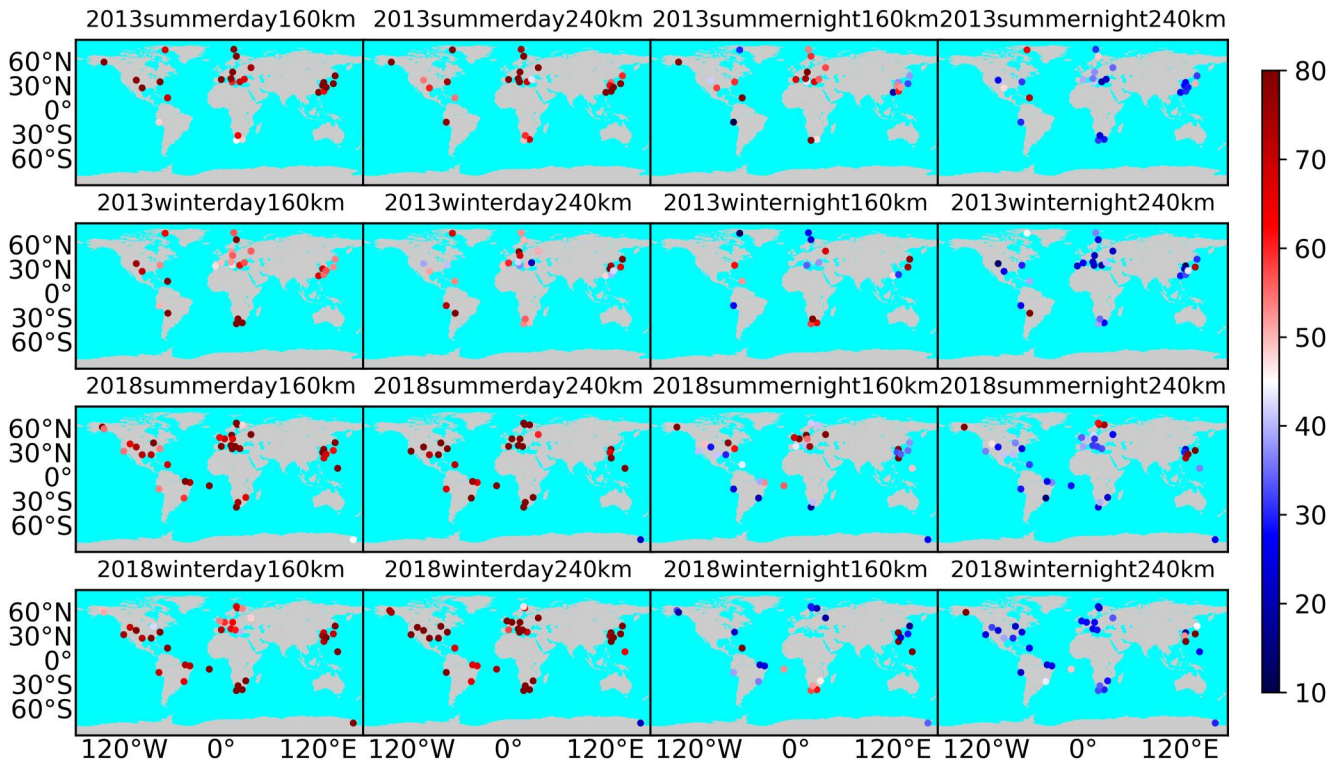 2013summerday160km 2013summerday240km 2013summernight160km 2013summernight240km
60°N
30°N
0°
30°S
60°S
2013winterday160km 2013winterday240km 2013winternight160km 2013winternight240km
60°N
30°N
0°
30°S
60°S
2018summerday160km 2018summerday240km 2018summernight160km 2018summernight240km
60°N
30°N
0°
30°S
60°S
2018winterday160km 2018winterday240km 2018winternight160km 2018winternight240km
60°N
30°N
0°
30°S
60°S
120°W 0° 120°E 120°W 0° 120°E 120°W 0° 120°E 120°W 0° 120°E
80
70
60
50
40
30
20
10